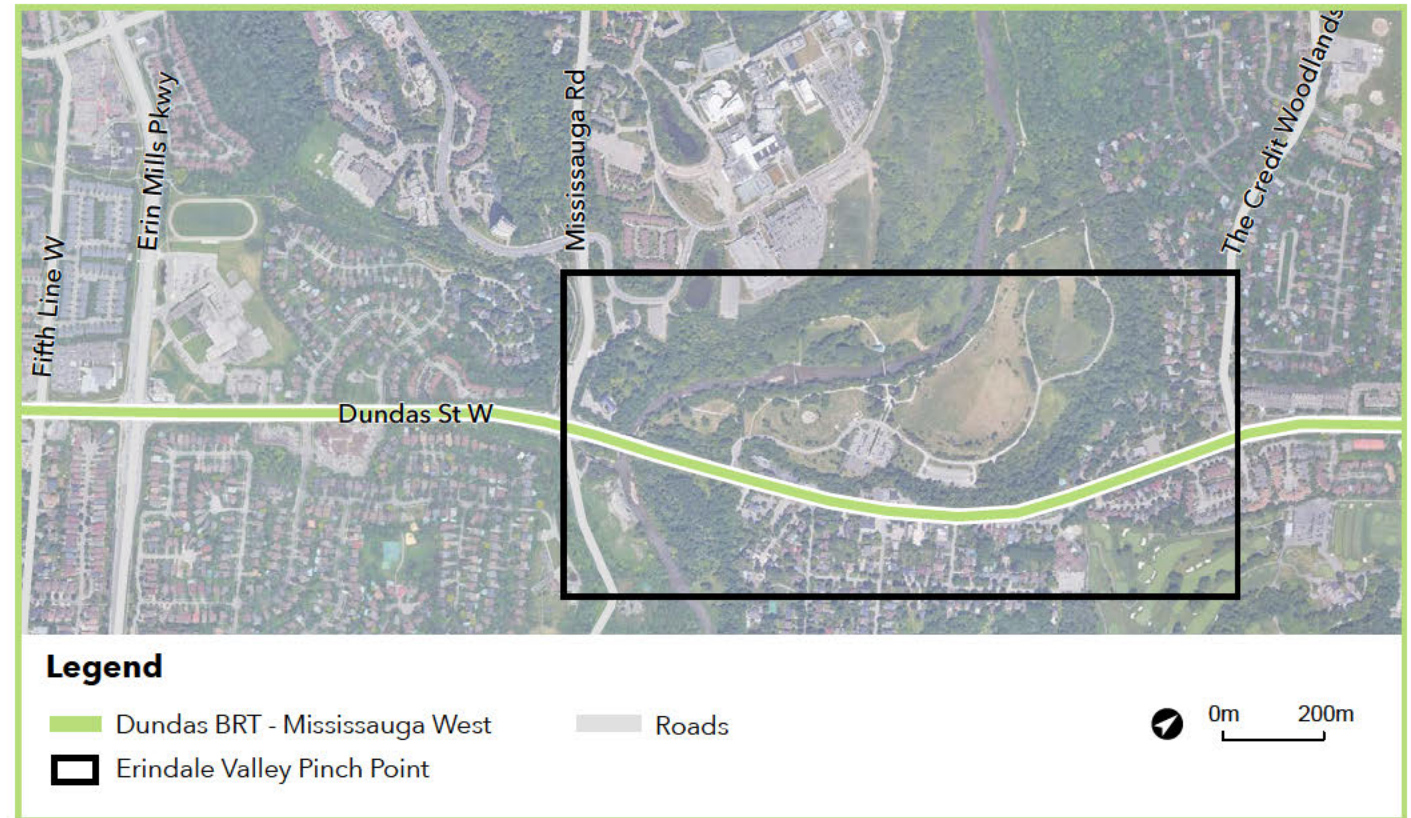 Fifth Line W
Erin Mills Pkwy
Mississauga Rd
The Credit Woodlands
Dundas St W
Legend
Dundas BRT - Mississauga West
Roads
Erindale Valley Pinch Point
0m 200m